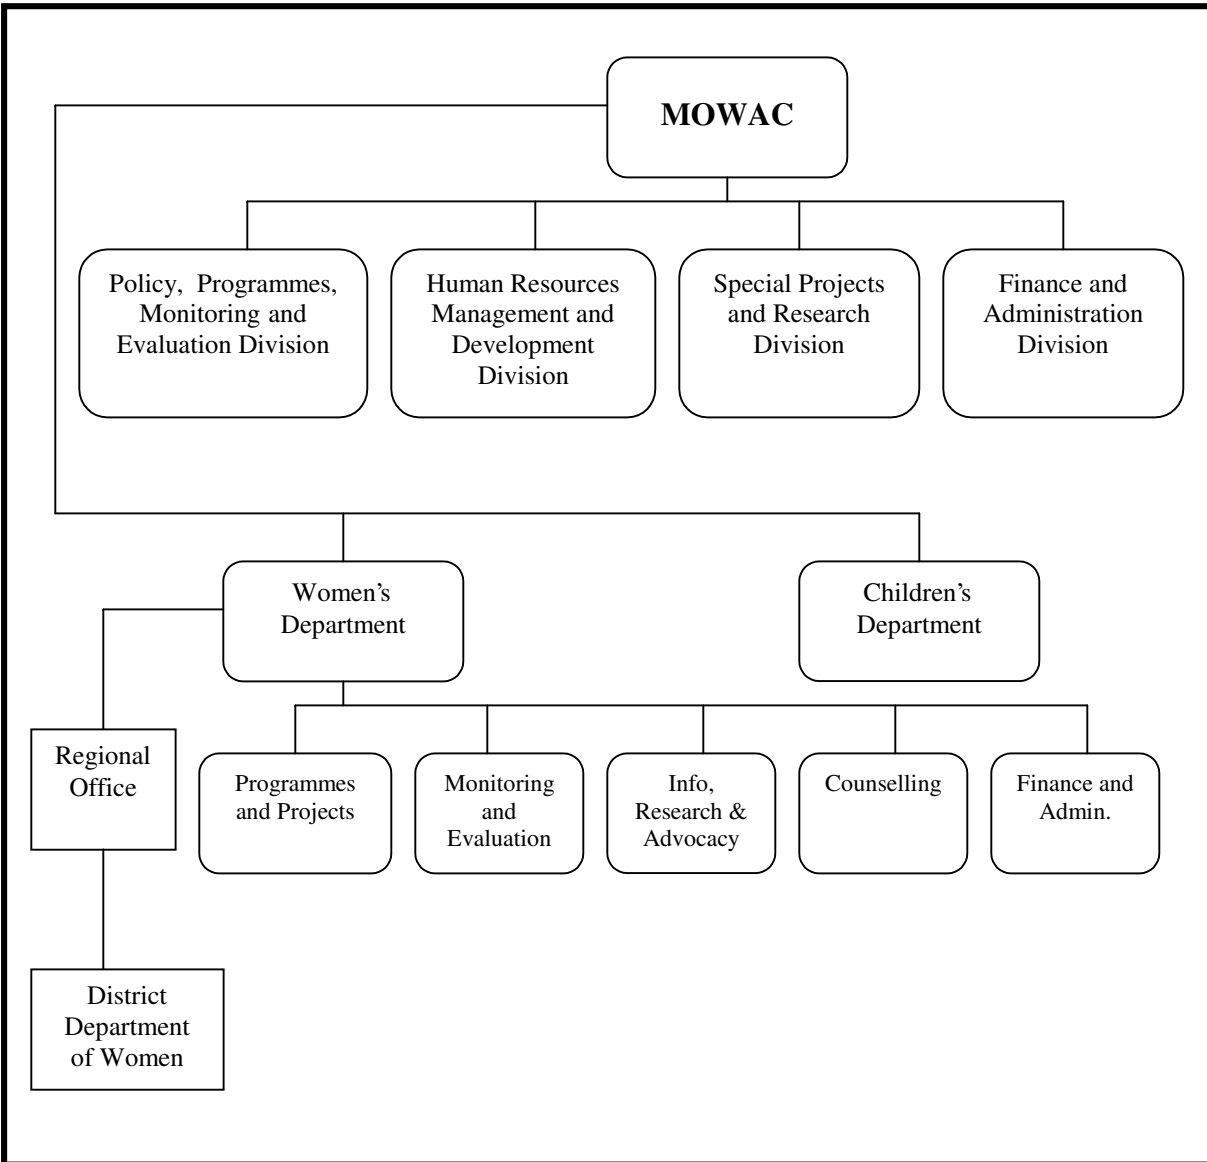 MOWAC
Policy, Programmes,
Monitoring and
Evaluation Division
Human Resources
Management and
Development
Division
Special Projects
and Research
Division
Finance and
Administration
Division
Women’s
Department
Children’s
Department
Regional
Office
Programmes
and Projects
Monitoring
and
Evaluation
Info,
Research &
Advocacy
Counselling
Finance and
Admin.
District
Department
of Women